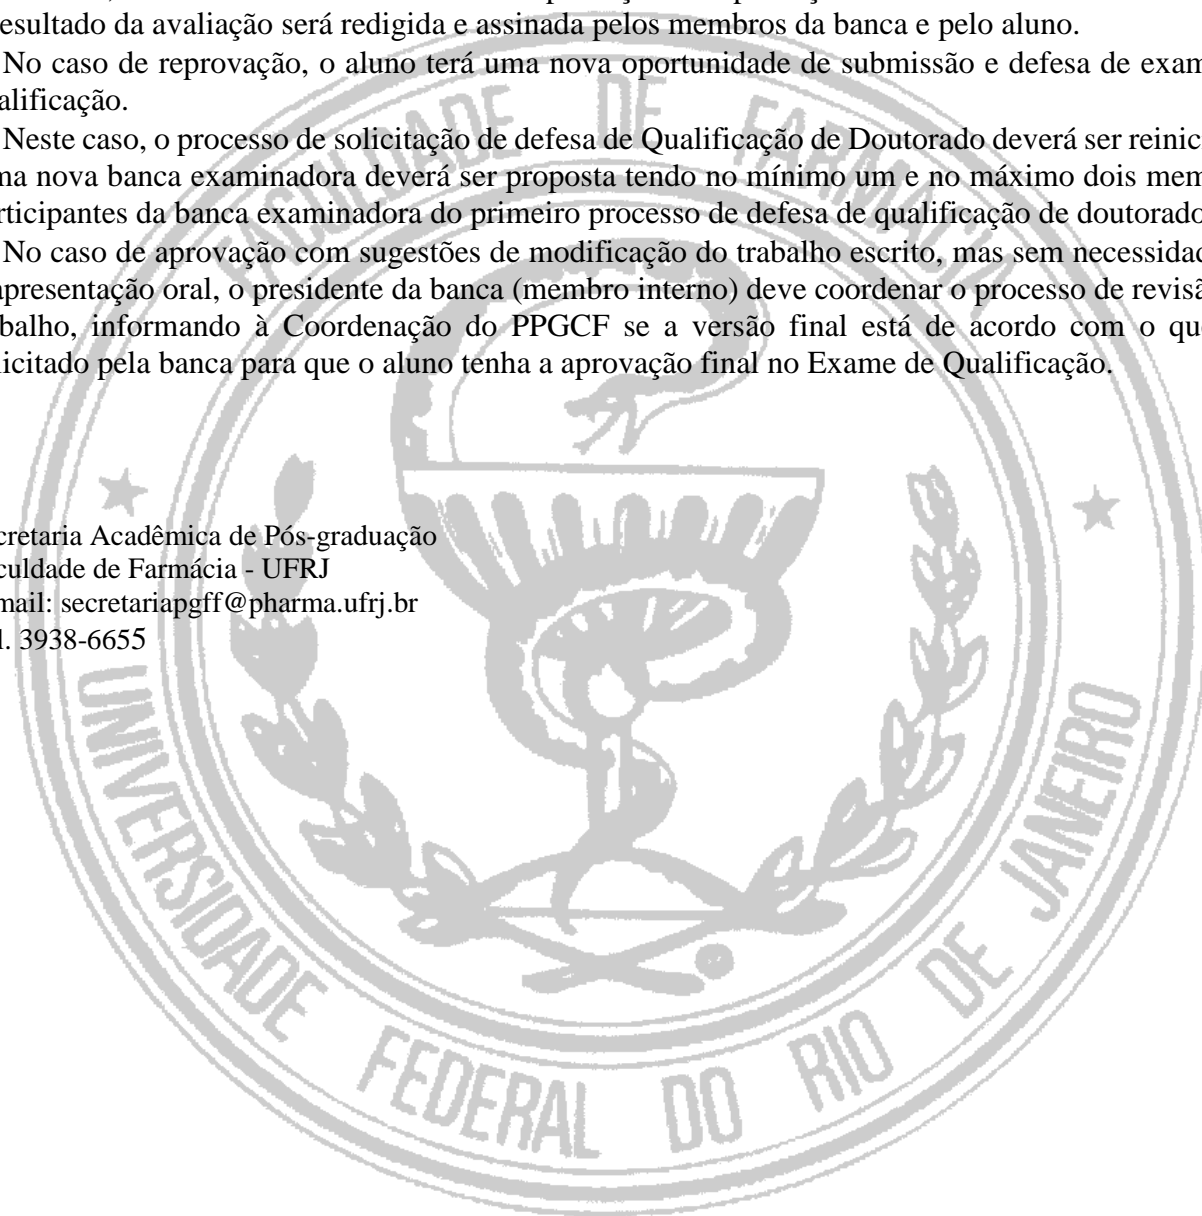 esultado da avaliação será redigida e assinada pelos membros da banca e pelo aluno.
No caso de reprovação, o aluno terá uma nova oportunidade de submissão e defesa de exam
alificação.
Neste caso, o processo de solicitação de defesa de Qualificação de Doutorado deverá ser reinic
ma nova banca examinadora deverá ser proposta tendo no mínimo um e no máximo dois mem
rticipantes da banca examinadora do primeiro processo de defesa de qualificação de doutorado
No caso de aprovação com sugestões de modificação do trabalho escrito, mas sem necessidad
apresentação oral, o presidente da banca (membro interno) deve coordenar o processo de revisã
balho, informando à Coordenação do PPGCF se a versão final está de acordo com o qu
licitado pela banca para que o aluno tenha a aprovação final no Exame de Qualificação.
cretaria Acadêmica de Pós-graduação
culdade de Farmácia - UFRJ
mail: secretariapgff@pharma.ufrj.br
l. 3938-6655
FACULDADE DE FARMACIA
UNIVERSIDADE FEDERAL DO RIO DE JANEIRO